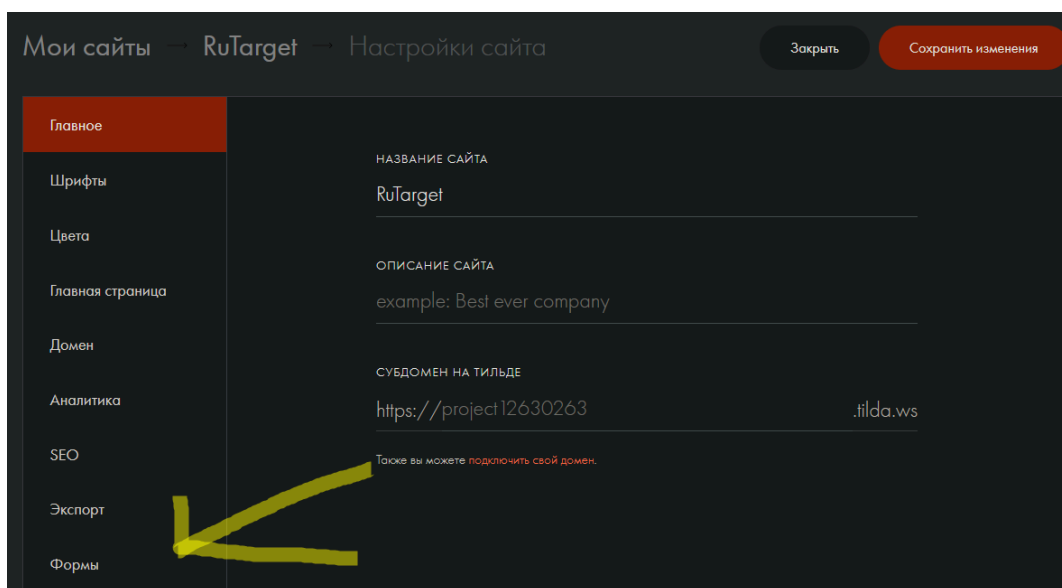 Мои сайты → RuTarget → Настройки сайта
Закрыть
Сохранить изменения
Главное
Шрифты
Цвета
Главная страница
Домен
Аналитика
SEO
Экспорт
Формы
НАЗВАНИЕ САЙТА
RuTarget
ОПИСАНИЕ САЙТА
example: Best ever company
СУБДОМЕН НА ТИЛЬДЕ
https://project12630263 .tilda.ws
Также вы можете подключить свой домен.